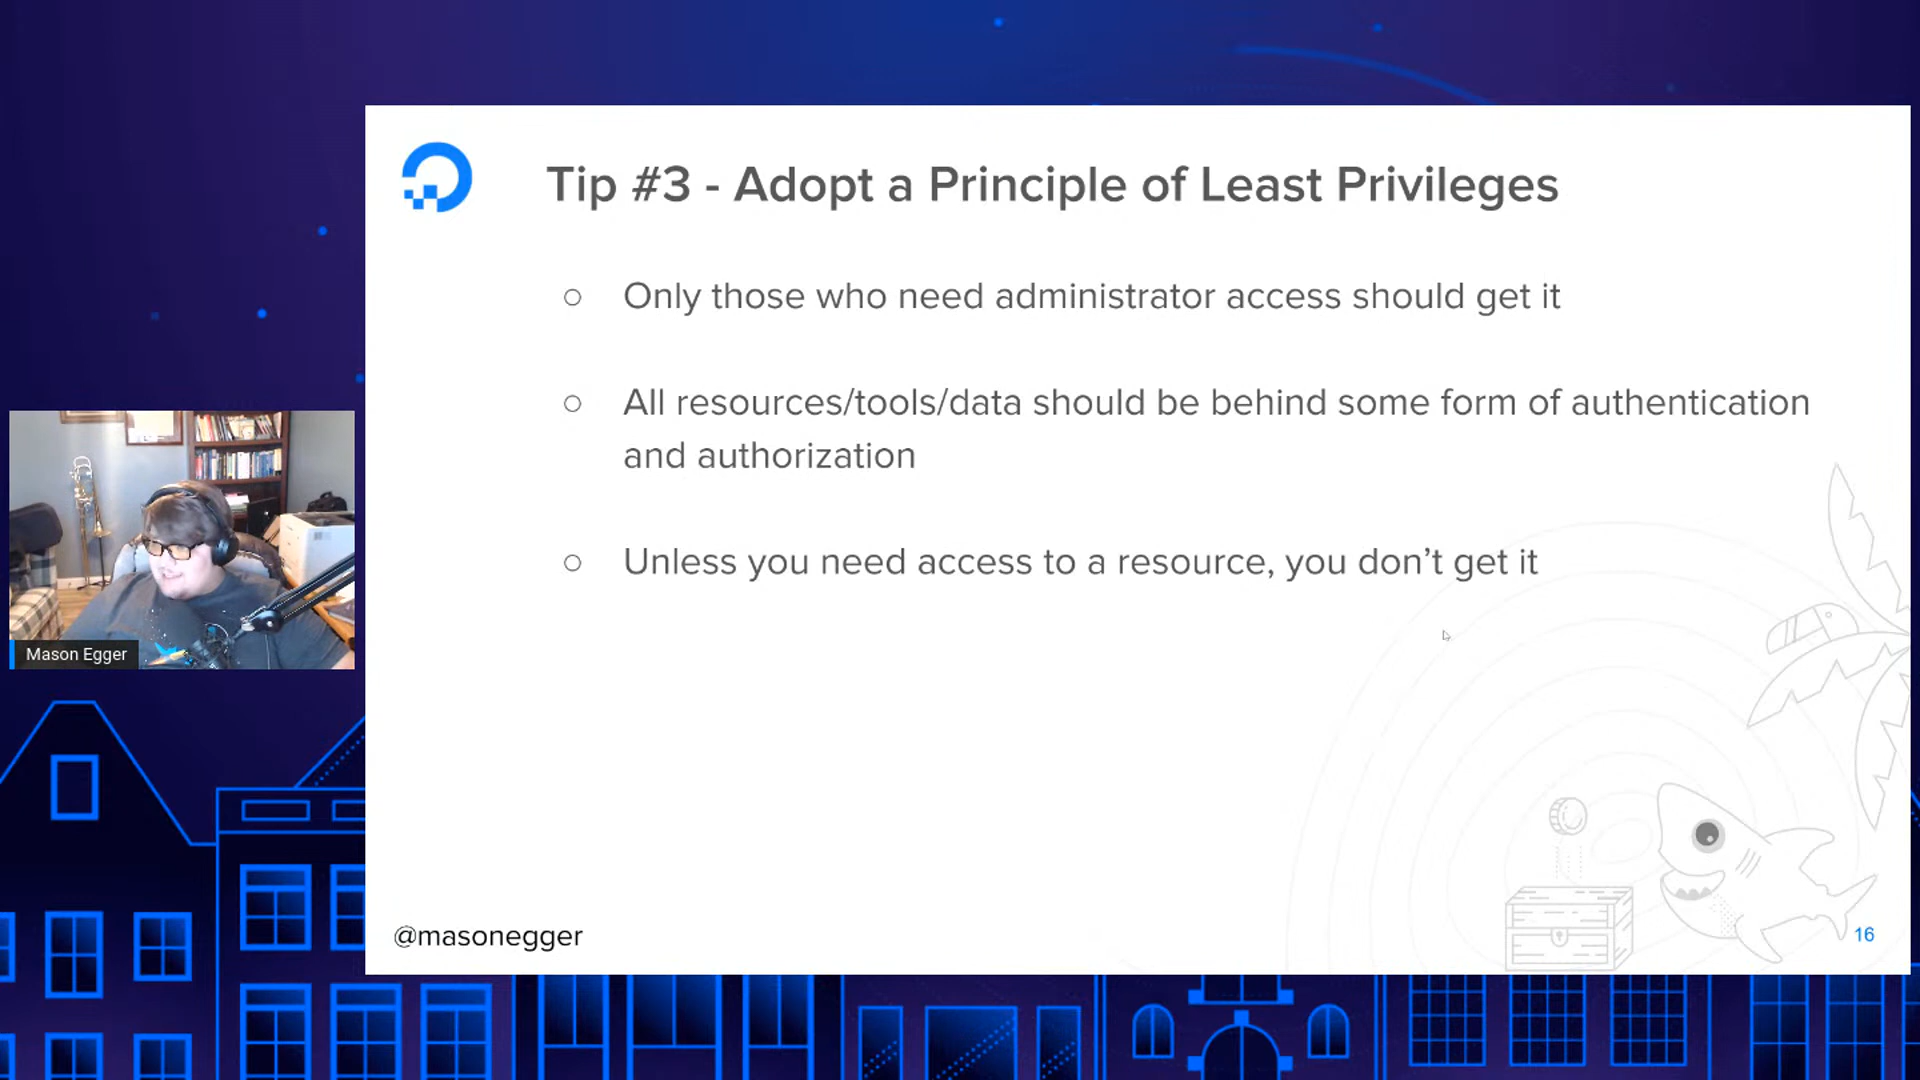 Tip #3 - Adopt a Principle of Least Privileges
○ Only those who need administrator access should get it
○ All resources/tools/data should be behind some form of authentication
and authorization
○ Unless you need access to a resource, you don’t get it
Mason Egger
@masonegger
16